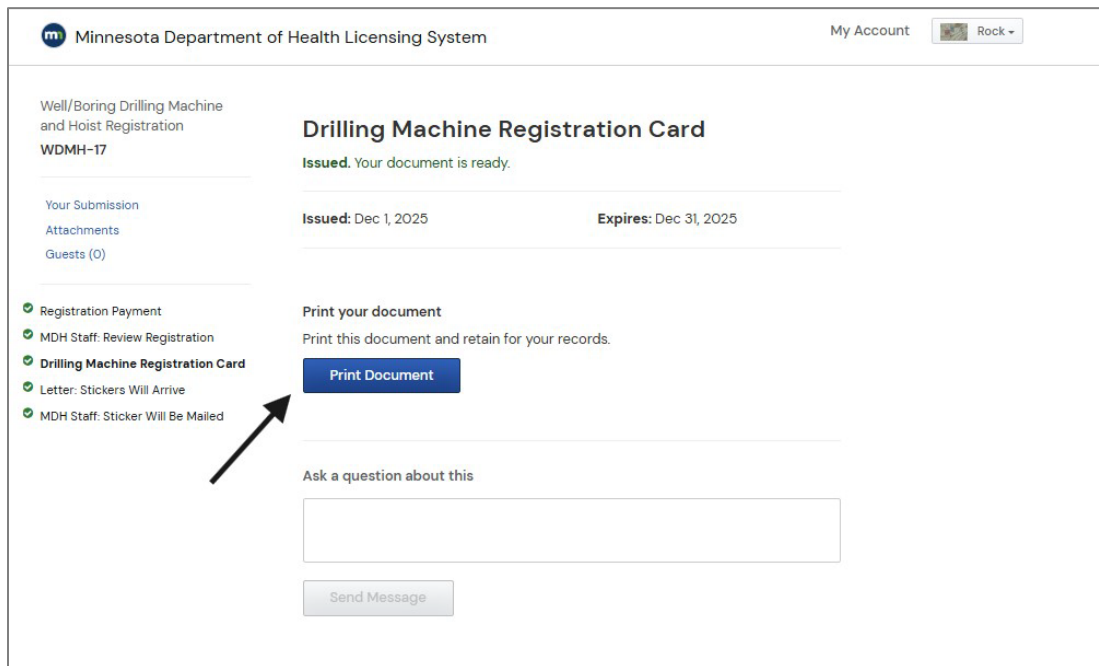 mn Minnesota Department of Health Licensing System
My Account
Rock
Well/Boring Drilling Machine
and Hoist Registration
WDMH-17
Your Submission
Attachments
Guests (0)
Registration Payment
MDH Staff: Review Registration
Drilling Machine Registration Card
Letter: Stickers Will Arrive
MDH Staff: Sticker Will Be Mailed
Drilling Machine Registration Card
Issued. Your document is ready.
Issued: Dec 1, 2025
Expires: Dec 31, 2025
Print your document
Print this document and retain for your records.
Print Document
Ask a question about this
Send Message